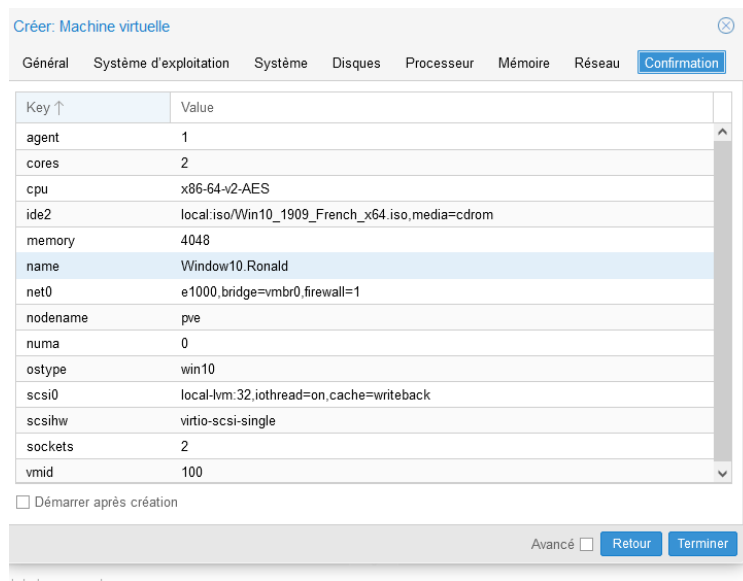 Créer: Machine virtuelle
Général Système d'exploitation Système Disques Processeur Mémoire Réseau Confirmation
Key Value
agent 1
cores 2
cpu x86-64-v2-AES
ide2 local:iso/Win10_1909_French_x64.iso,media=cdrom
memory 4048
name Window10.Ronald
net0 e1000,bridge=vmbr0,firewall=1
nodename pve
numa 0
ostype win10
scsi0 local-lvm:32,iothread=on,cache=writeback
scsihw virtio-scsi-single
sockets 2
vmid 100
Démarrer après création
Avancé Retour Terminer